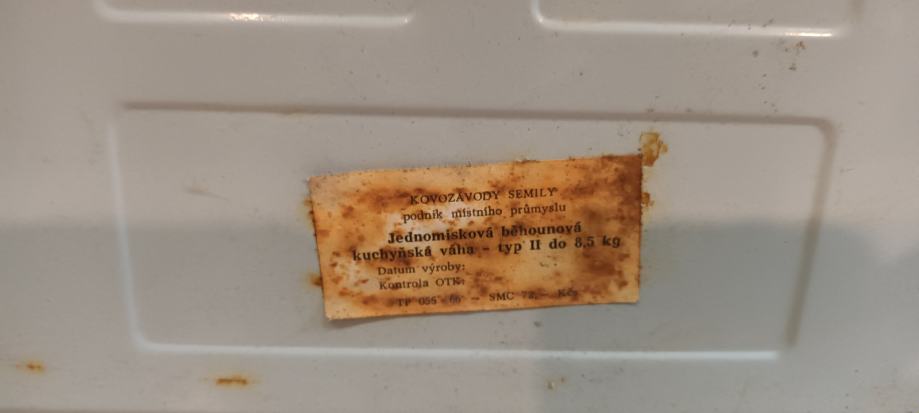 KOVOZÁVODY SEMILY
podnik místního průmyslu
Jednomisková běhounová
kuchyňská váha - typ II do 8,5 kg
Datum výroby:
Kontrola OTK:
TP 056 - 66 - SMC 72,- Kčs